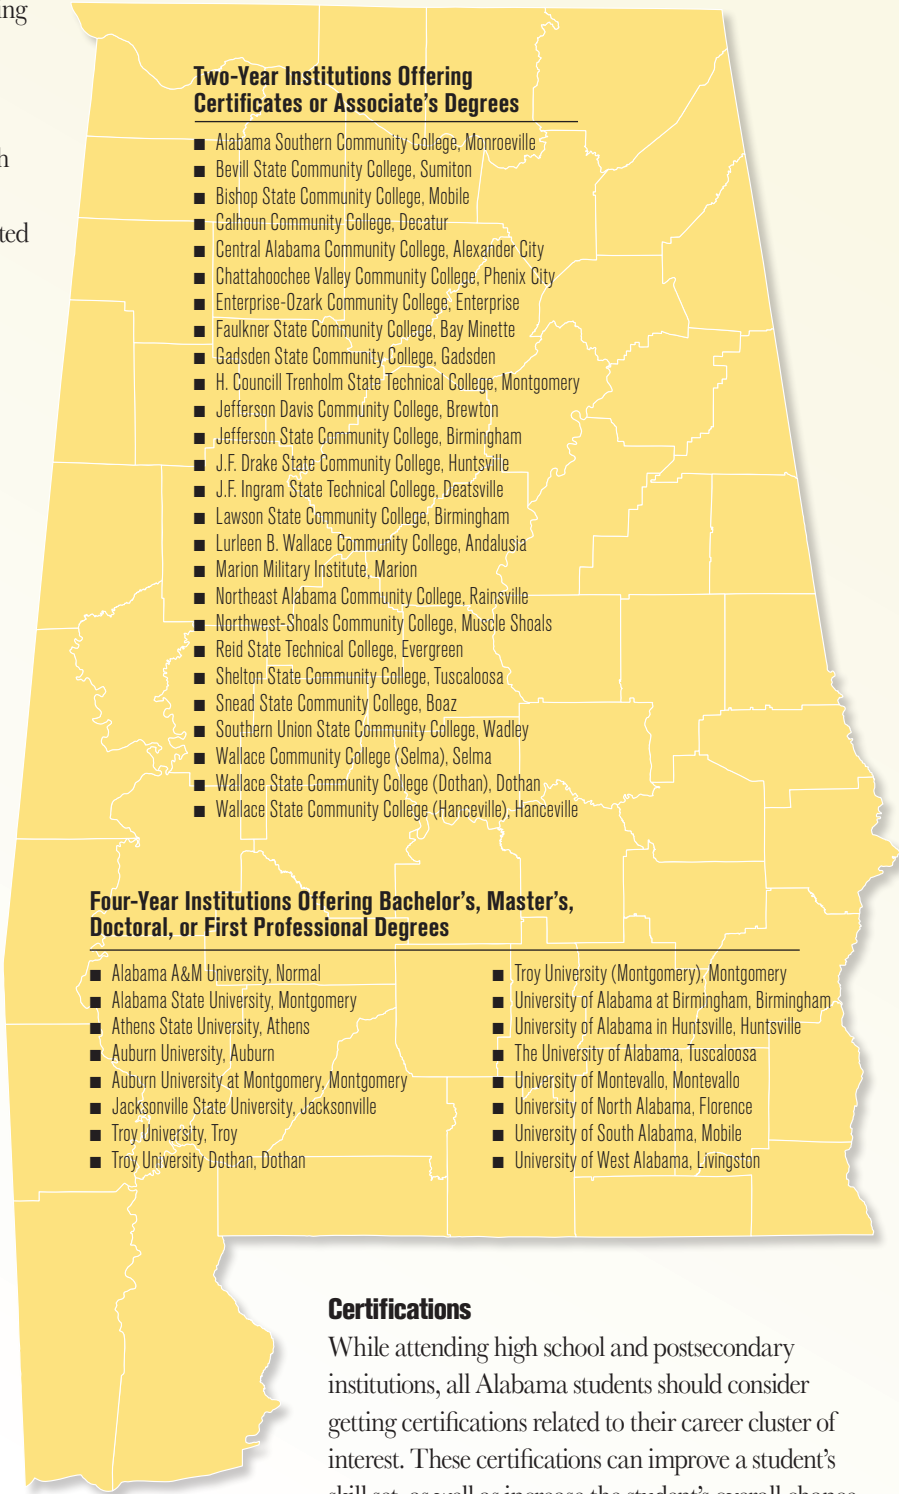 Two-Year Institutions Offering
Certificates or Associate's Degrees
■ Alabama Southern Community College, Monroeville
■ Bevill State Community College, Sumiton
■ Bishop State Community College, Mobile
■ Calhoun Community College, Decatur
■ Central Alabama Community College, Alexander City
■ Chattahoochee Valley Community College, Phenix City
■ Enterprise-Ozark Community College, Enterprise
■ Faulkner State Community College, Bay Minette
■ Gadsden State Community College, Gadsden
■ H. Councill Trenholm State Technical College, Montgomery
■ Jefferson Davis Community College, Brewton
■ Jefferson State Community College, Birmingham
■ J.F. Drake State Community College, Huntsville
■ J.F. Ingram State Technical College, Deatsville
■ Lawson State Community College, Birmingham
■ Lurleen B. Wallace Community College, Andalusia
■ Marion Military Institute, Marion
■ Northeast Alabama Community College, Rainsville
■ Northwest-Shoals Community College, Muscle Shoals
■ Reid State Technical College, Evergreen
■ Shelton State Community College, Tuscaloosa
■ Snead State Community College, Boaz
■ Southern Union State Community College, Wadley
■ Wallace Community College (Selma), Selma
■ Wallace State Community College (Dothan), Dothan
■ Wallace State Community College (Hanceville), Hanceville
Four-Year Institutions Offering Bachelor's, Master's,
Doctoral, or First Professional Degrees
■ Alabama A&M University, Normal
■ Alabama State University, Montgomery
■ Athens State University, Athens
■ Auburn University, Auburn
■ Auburn University at Montgomery, Montgomery
■ Jacksonville State University, Jacksonville
■ Troy University, Troy
■ Troy University Dothan, Dothan
■ Troy University (Montgomery), Montgomery
■ University of Alabama at Birmingham, Birmingham
■ University of Alabama in Huntsville, Huntsville
■ The University of Alabama, Tuscaloosa
■ University of Montevallo, Montevallo
■ University of North Alabama, Florence
■ University of South Alabama, Mobile
■ University of West Alabama, Livingston
Certifications
While attending high school and postsecondary
institutions, all Alabama students should consider
getting certifications related to their career cluster of
interest. These certifications can improve a student's
skill set, as well as increase the student's overall chance